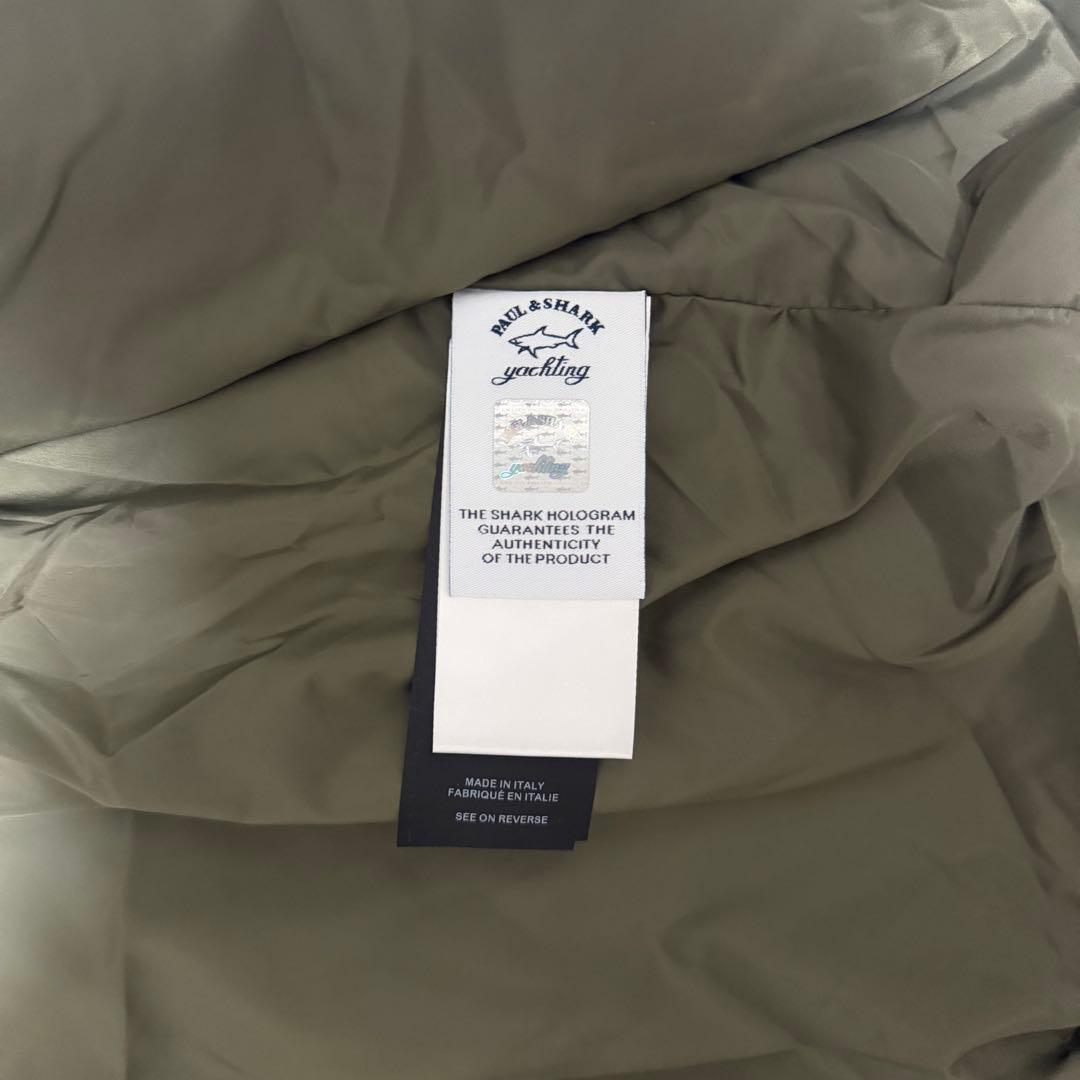 PAUL & SHARK
yachting
yachting
THE SHARK HOLOGRAM
GUARANTEES THE
AUTHENTICITY
OF THE PRODUCT
MADE IN ITALY
FABRIQUÉ EN ITALIE
SEE ON REVERSE